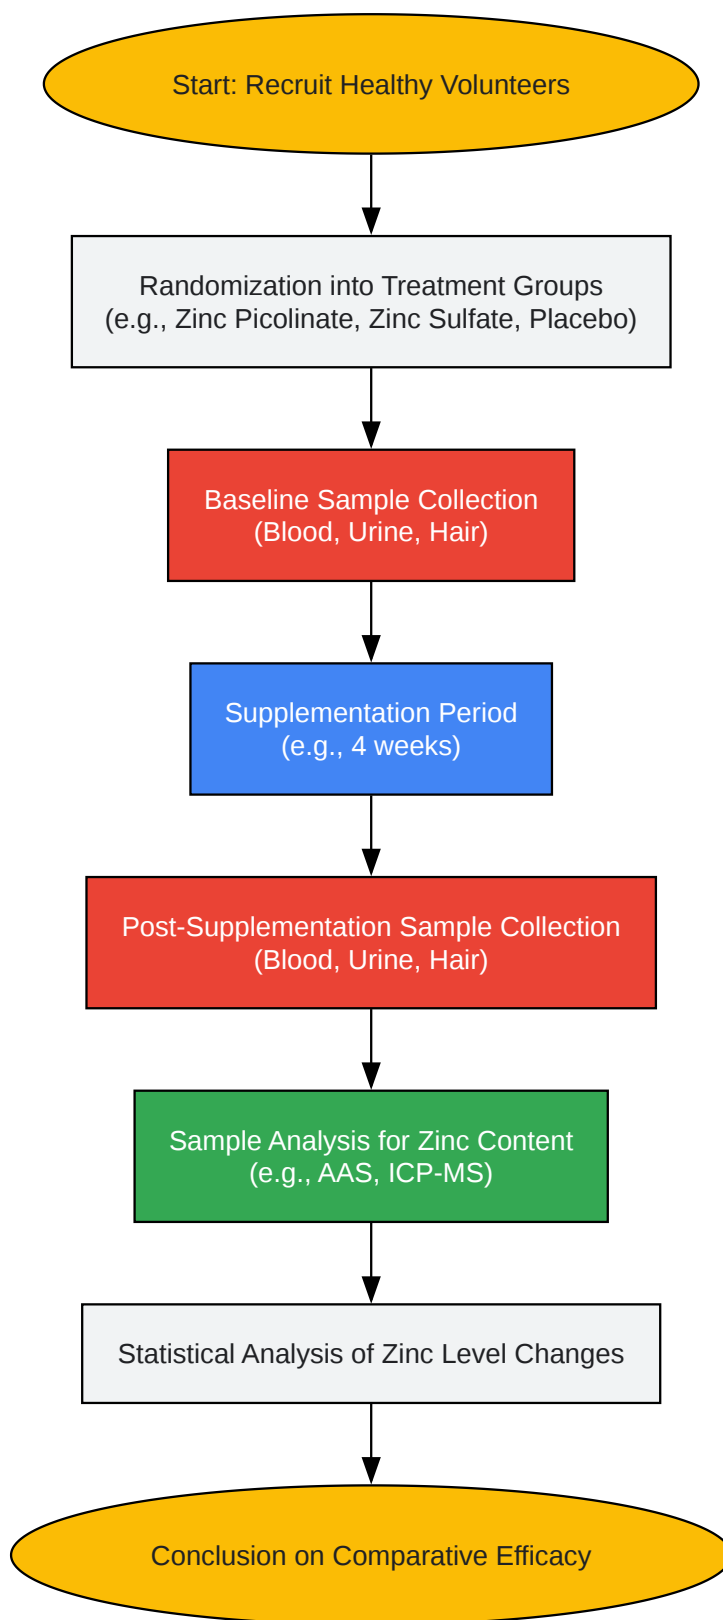 Start: Recruit Healthy Volunteers
Randomization into Treatment Groups
(e.g., Zinc Picolinate, Zinc Sulfate, Placebo)
Baseline Sample Collection
(Blood, Urine, Hair)
Supplementation Period
(e.g., 4 weeks)
Post-Supplementation Sample Collection
(Blood, Urine, Hair)
Sample Analysis for Zinc Content
(e.g., AAS, ICP-MS)
Statistical Analysis of Zinc Level Changes
Conclusion on Comparative Efficacy